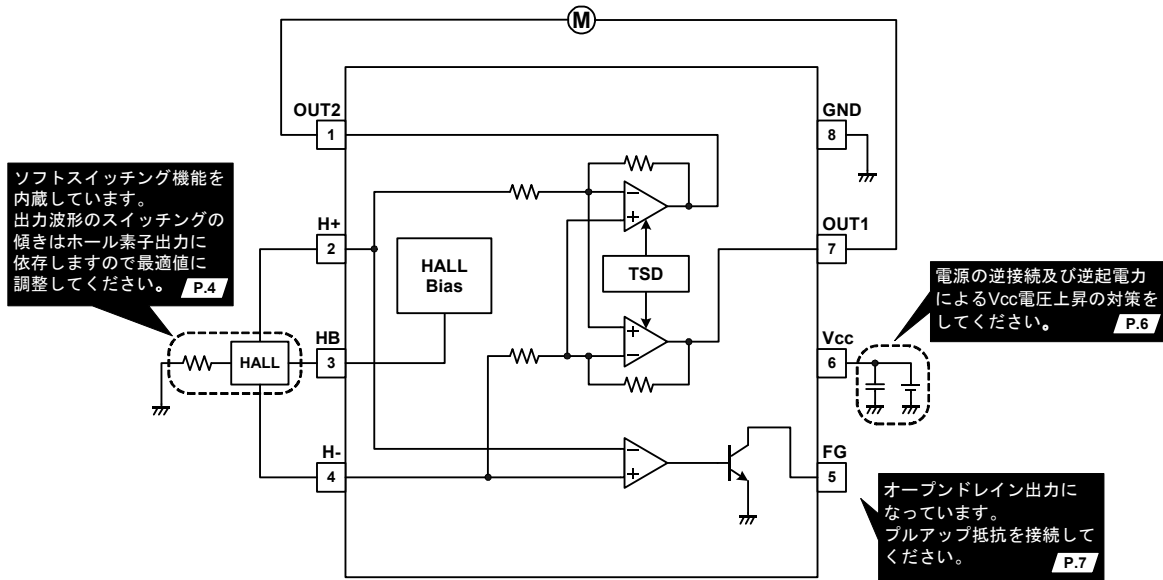 M
OUT2
1
GND
8
ソフトスイッチング機能を
内蔵しています。
出力波形のスイッチングの
傾きはホール素子出力に
依存しますので最適値に
調整してください。 P.4
H+
2
HALL
Bias
−
+
TSD
OUT1
7
電源の逆接続及び逆起電力
によるVcc電圧上昇の対策を
してください。 P.6
HB
3
HALL
+
−
Vcc
6
H-
4
−
+
FG
5
オープンドレイン出力に
なっています。
プルアップ抵抗を接続して
ください。 P.7